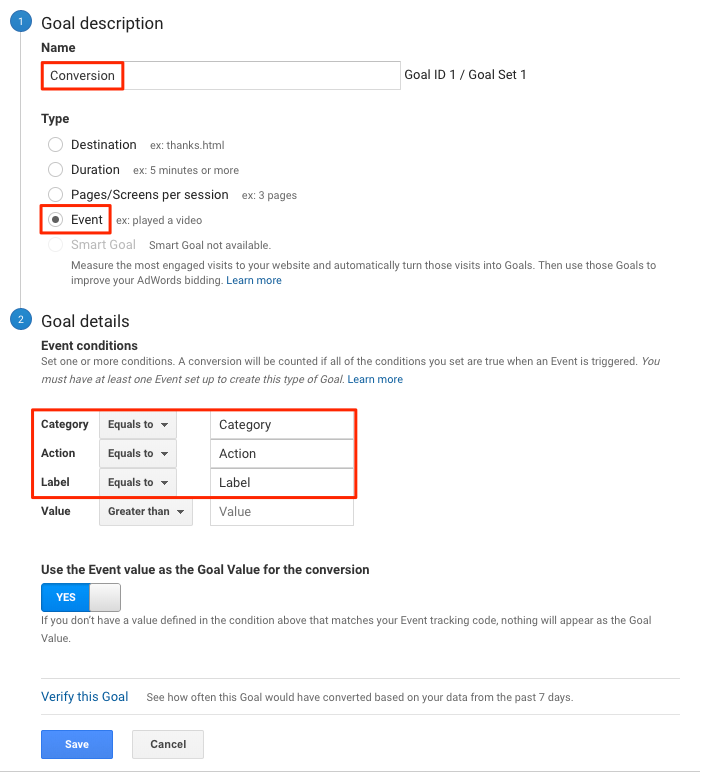 1 Goal description
Name
Conversion Goal ID 1 / Goal Set 1
Type
Destination ex: thanks.html
Duration ex: 5 minutes or more
Pages/Screens per session ex: 3 pages
Event ex: played a video
Smart Goal Smart Goal not available.
Measure the most engaged visits to your website and automatically turn those visits into Goals. Then use those Goals to
improve your AdWords bidding. Learn more
2 Goal details
Event conditions
Set one or more conditions. A conversion will be counted if all of the conditions you set are true when an Event is triggered. You
must have at least one Event set up to create this type of Goal. Learn more
Category Equals to Category
Action Equals to Action
Label Equals to Label
Value Greater than Value
Use the Event value as the Goal Value for the conversion
YES
If you don't have a value defined in the condition above that matches your Event tracking code, nothing will appear as the Goal
Value.
Verify this Goal See how often this Goal would have converted based on your data from the past 7 days.
Save Cancel